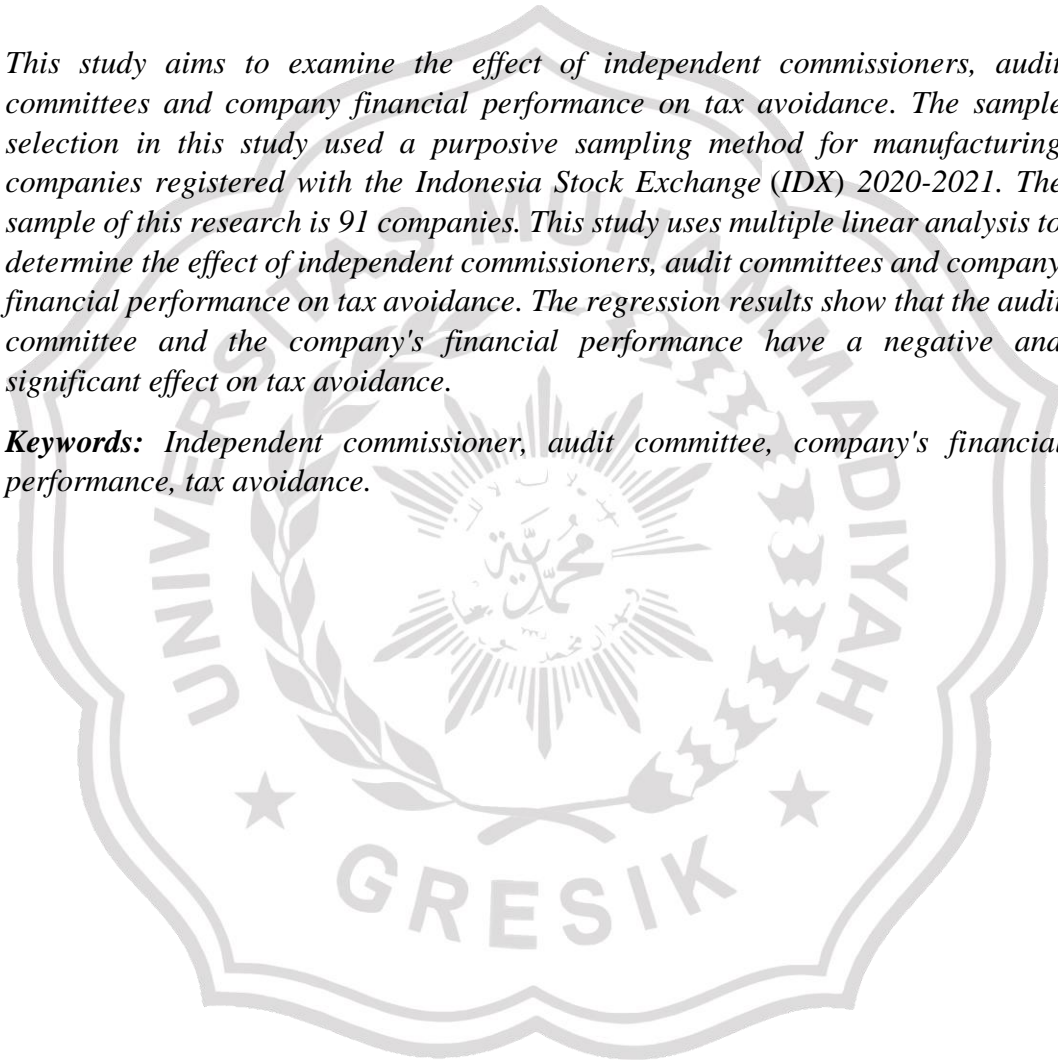 This study aims to examine the effect of independent commissioners, audit
committees and company financial performance on tax avoidance. The sample
selection in this study used a purposive sampling method for manufacturing
companies registered with the Indonesia Stock Exchange (IDX) 2020-2021. The
sample of this research is 91 companies. This study uses multiple linear analysis to
determine the effect of independent commissioners, audit committees and company
financial performance on tax avoidance. The regression results show that the audit
committee and the company's financial performance have a negative and
significant effect on tax avoidance.
Keywords: Independent commissioner, audit committee, company's financial
performance, tax avoidance.
UNIVERSITAS MUHAMMADIYAH
GRESIK